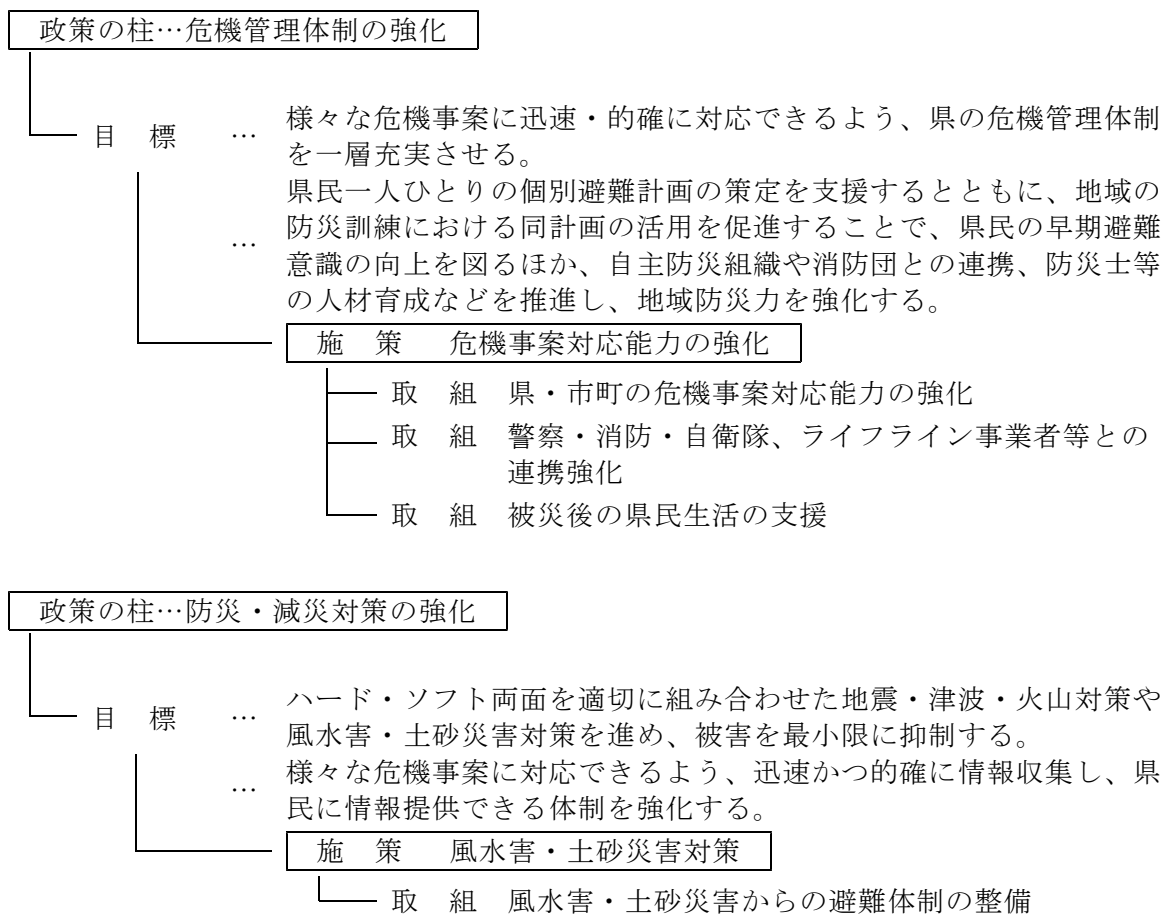 政策の柱…危機管理体制の強化
目 標 … 様々な危機事案に迅速・的確に対応できるよう、県の危機管理体制
を一層充実させる。
県民一人ひとりの個別避難計画の策定を支援するとともに、地域の
… 防災訓練における同計画の活用を促進することで、県民の早期避難
意識の向上を図るほか、自主防災組織や消防団との連携、防災士等
の人材育成などを推進し、地域防災力を強化する。
施 策 危機事案対応能力の強化
取 組 県・市町の危機事案対応能力の強化
取 組 警察・消防・自衛隊、ライフライン事業者等との
連携強化
取 組 被災後の県民生活の支援
政策の柱…防災・減災対策の強化
目 標 … ハード・ソフト両面を適切に組み合わせた地震・津波・火山対策や
風水害・土砂災害対策を進め、被害を最小限に抑制する。
… 様々な危機事案に対応できるよう、迅速かつ的確に情報収集し、県
民に情報提供できる体制を強化する。
施 策 風水害・土砂災害対策
取 組 風水害・土砂災害からの避難体制の整備